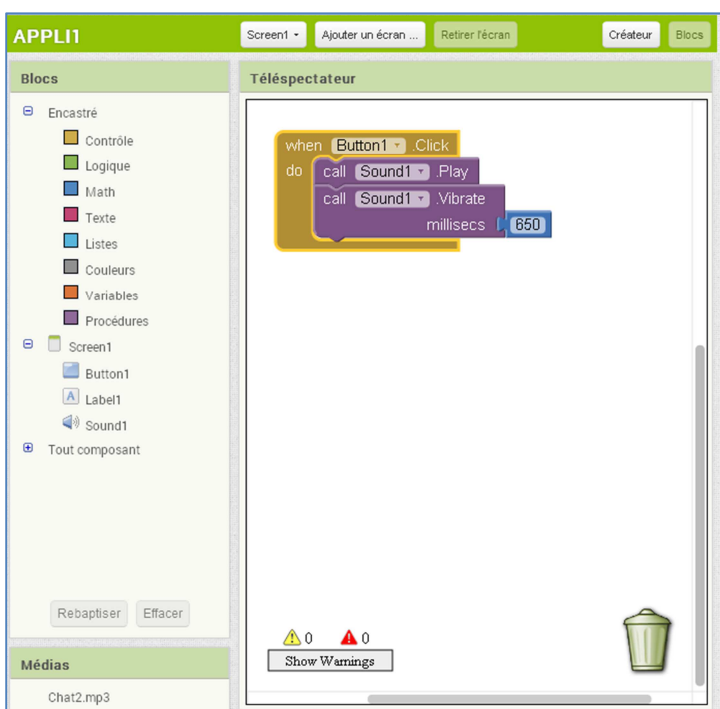 APPLI1
Screen1
Ajouter un écran ...
Retirer l'écran
Créateur
Blocs
Blocs
Encastré
Contrôle
Logique
Math
Texte
Listes
Couleurs
Variables
Procédures
Screen1
Button1
A Label1
Sound1
Tout composant
Rebaptiser
Effacer
Médias
Chat2.mp3
Téléspectateur
when Button1 .Click
do call Sound1 .Play
call Sound1 .Vibrate
millisecs 650
0 0
Show Warnings